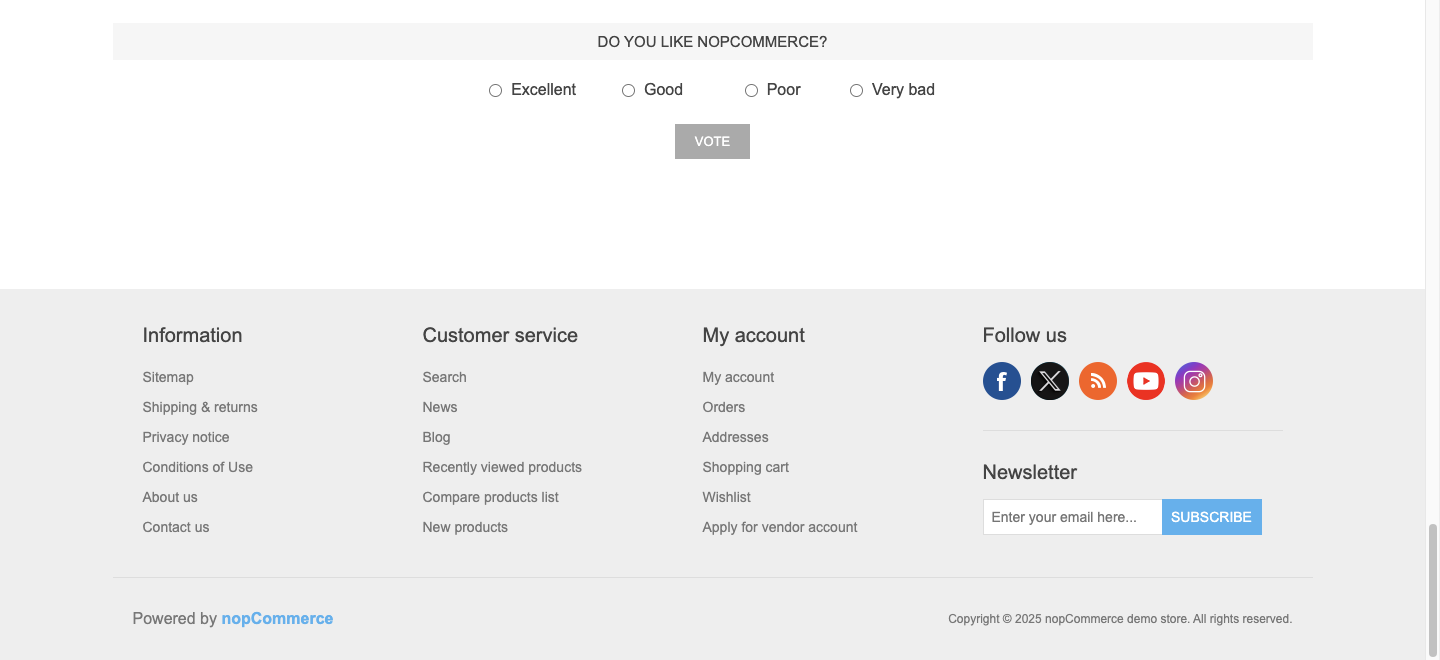 DO YOU LIKE NOPCOMMERCE?
Excellent Good Poor Very bad
VOTE
Information
Sitemap
Shipping & returns
Privacy notice
Conditions of Use
About us
Contact us
Customer service
Search
News
Blog
Recently viewed products
Compare products list
New products
My account
My account
Orders
Addresses
Shopping cart
Wishlist
Apply for vendor account
Follow us
Newsletter
Enter your email here... SUBSCRIBE
Powered by nopCommerce
Copyright © 2025 nopCommerce demo store. All rights reserved.